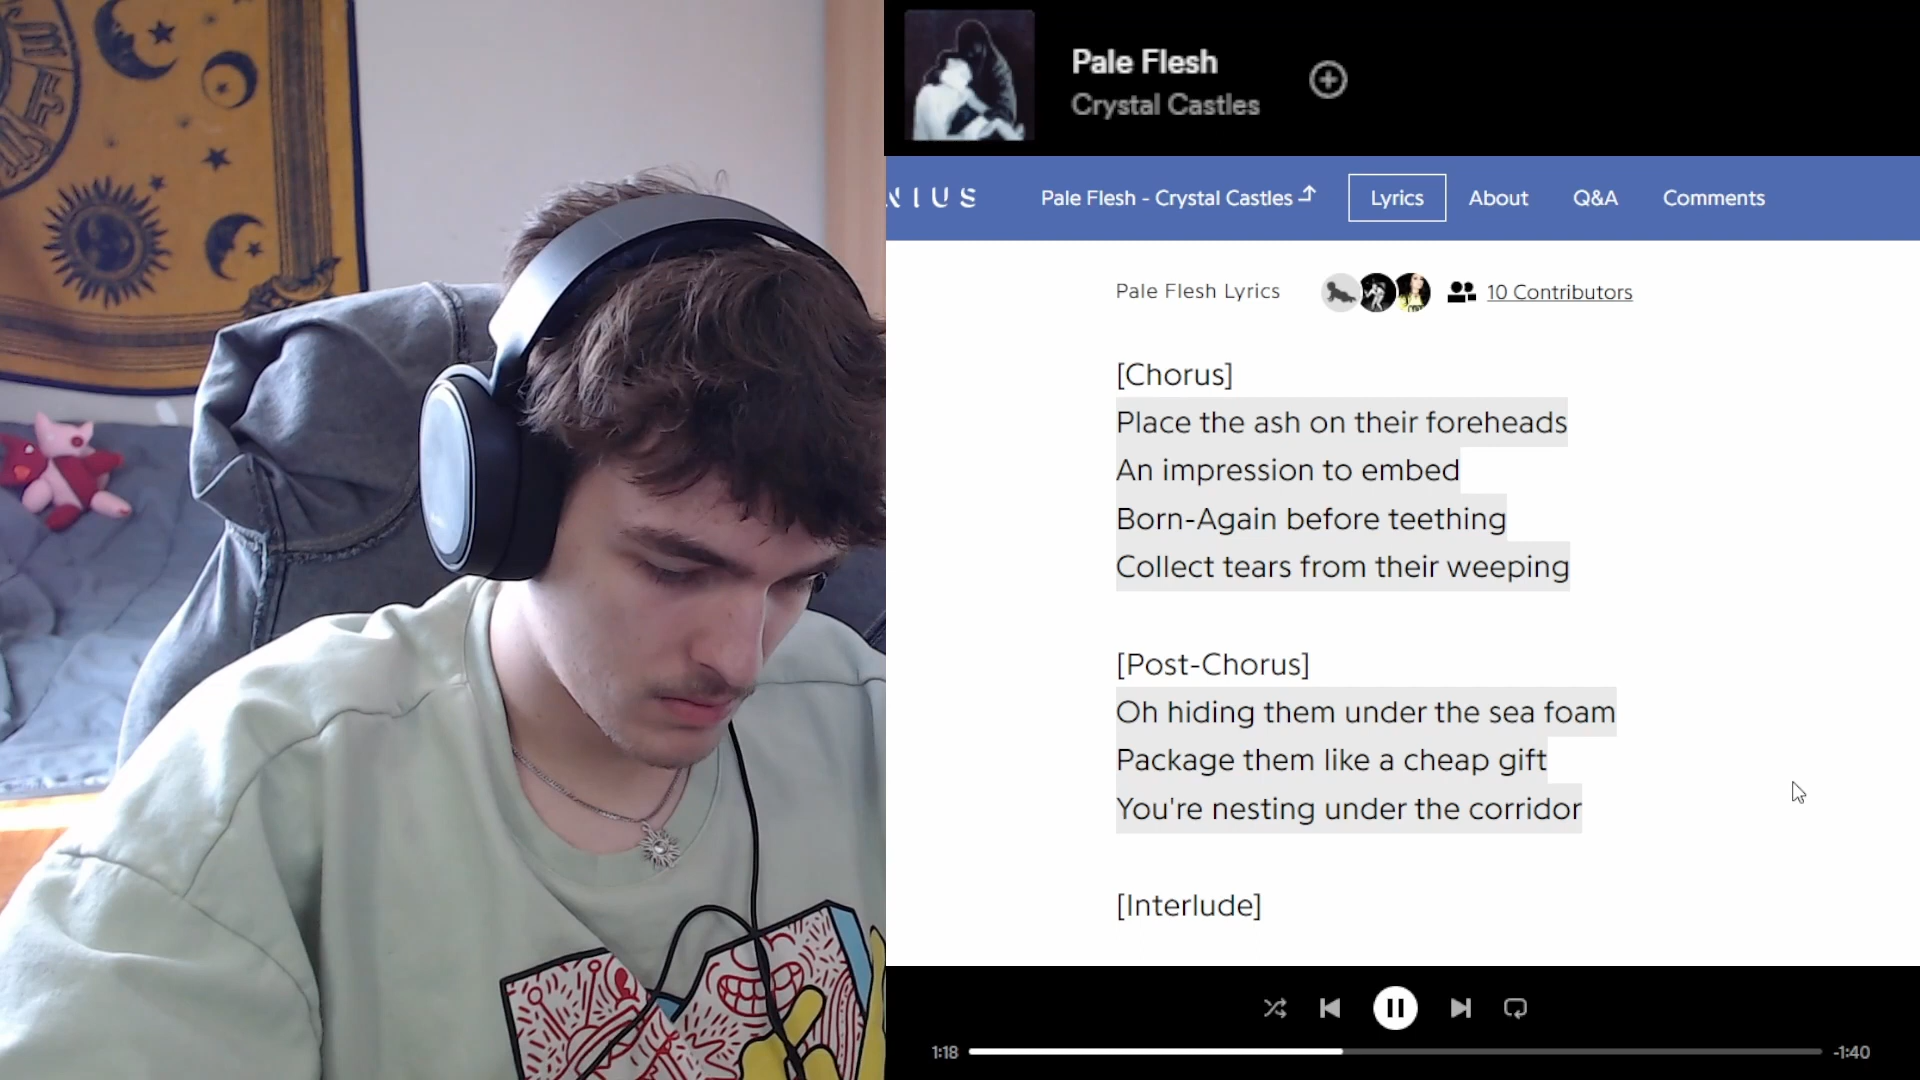 Pale Flesh
Crystal Castles
NIUS
Pale Flesh - Crystal Castles
Lyrics
About
Q&A
Comments
Pale Flesh Lyrics
10 Contributors
[Chorus]
Place the ash on their foreheads
An impression to embed
Born-Again before teething
Collect tears from their weeping
[Post-Chorus]
Oh hiding them under the sea foam
Package them like a cheap gift
You're nesting under the corridor
[Interlude]
1:18
-1:40